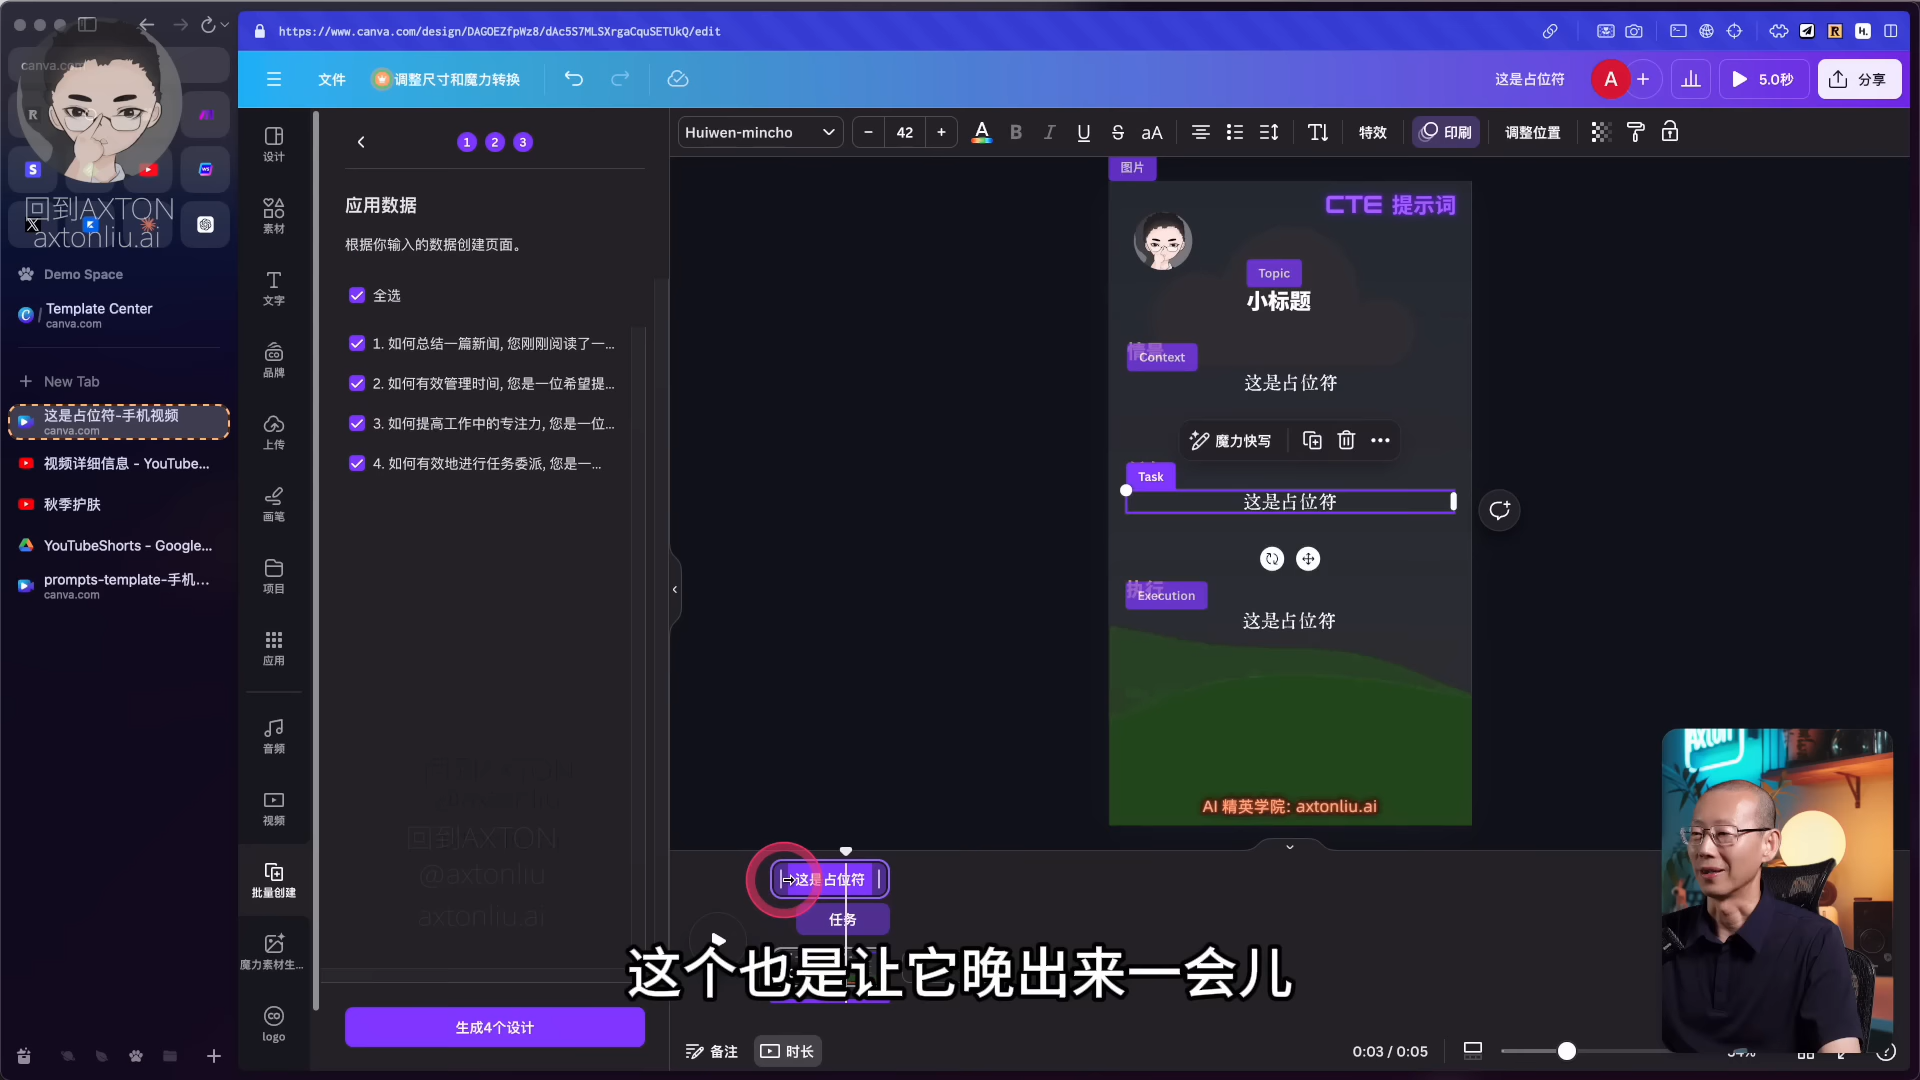 https://www.canva.com/design/DAGOEZfpWz8/dAc5S7MLSXrgaCquSETUkQ/edit
canva.com
文件
调整尺寸和魔力转换
这是占位符
A
5.0秒
分享
回到AXTON
axtonliu.ai
Demo Space
Template Center
canva.com
New Tab
这是占位符-手机视频
canva.com
视频详细信息 - YouTube...
秋季护肤
YouTubeShorts - Google...
prompts-template-手机...
canva.com
设计
素材
文字
品牌
上传
画笔
项目
应用
音频
视频
批量创建
魔力素材生...
logo
1 2 3
应用数据
根据你输入的数据创建页面。
全选
1. 如何总结一篇新闻, 您刚刚阅读了一...
2. 如何有效管理时间, 您是一位希望提...
3. 如何提高工作中的专注力, 您是一位...
4. 如何有效地进行任务委派, 您是一...
回到AXTON
@axtonliu
axtonliu.ai
生成4个设计
Huiwen-mincho
42
特效
印刷
调整位置
图片
CTE 提示词
Topic
小标题
Context
这是占位符
魔力快写
Task
这是占位符
执行
Execution
这是占位符
AI 精英学院: axtonliu.ai
这是占位符
任务
这个也是让它晚出来一会儿
备注
时长
0:03 / 0:05